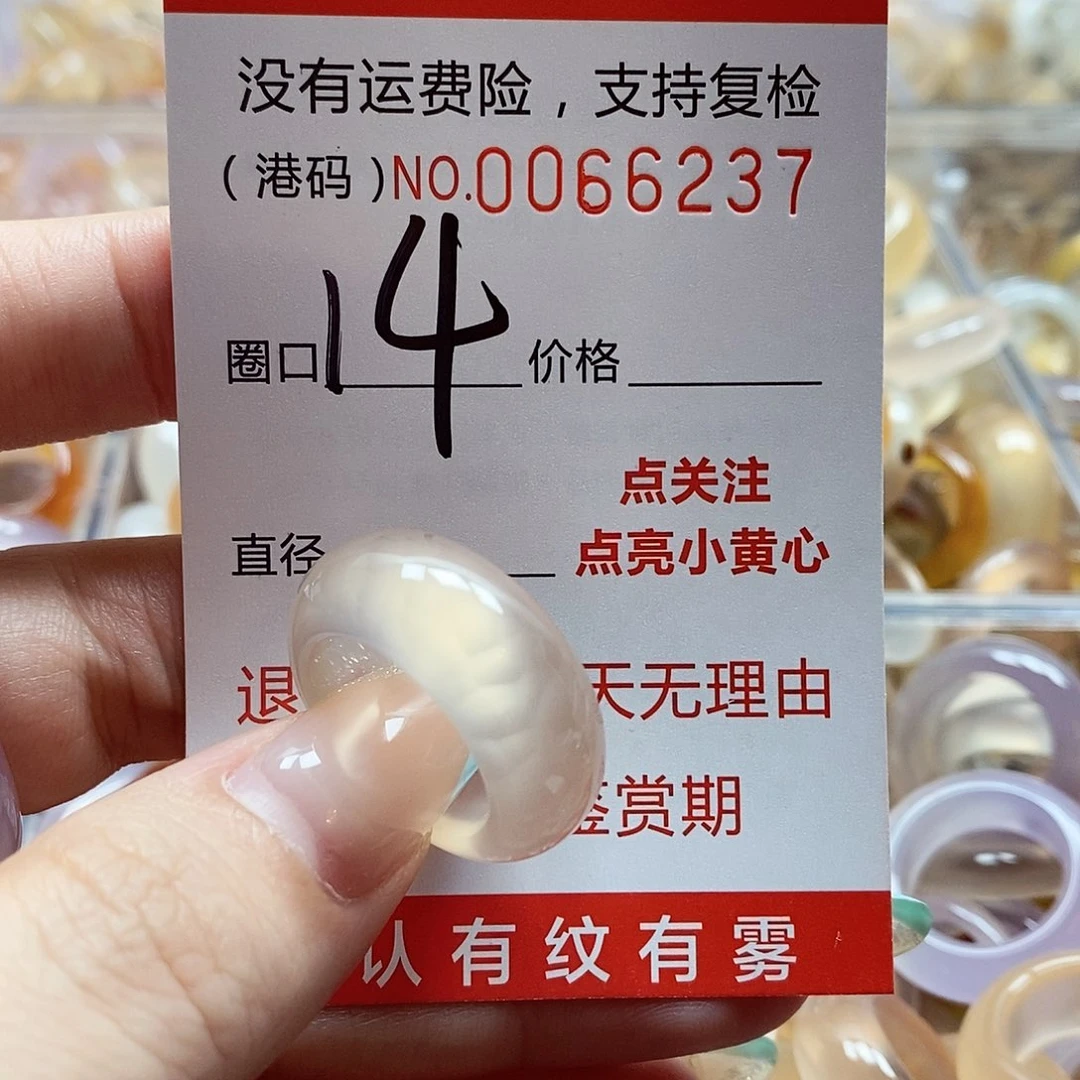 没有运费险，支持复检
（港码）NO.0066237
圈口 14 价格
点关注
直径 点亮小黄心
退 天无理由
鉴赏期
认有纹有雾